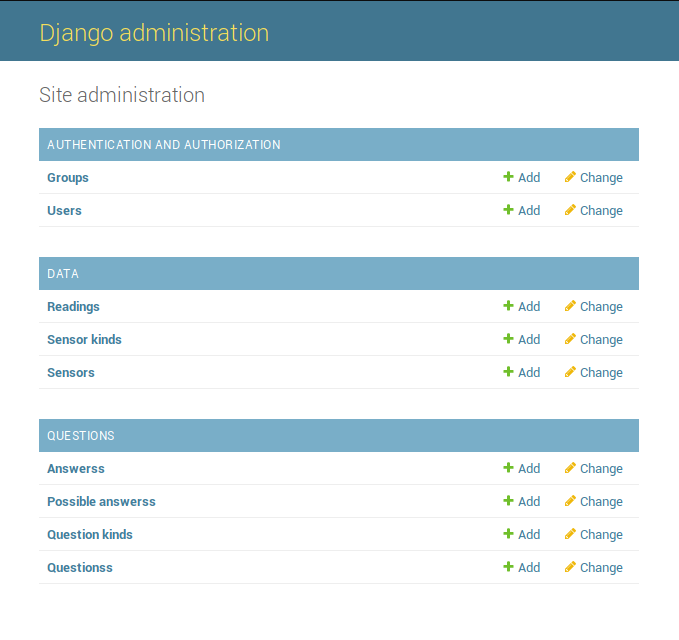 Django administration
Site administration
AUTHENTICATION AND AUTHORIZATION
Groups Add Change
Users Add Change
DATA
Readings Add Change
Sensor kinds Add Change
Sensors Add Change
QUESTIONS
Answerss Add Change
Possible answerss Add Change
Question kinds Add Change
Questionss Add Change